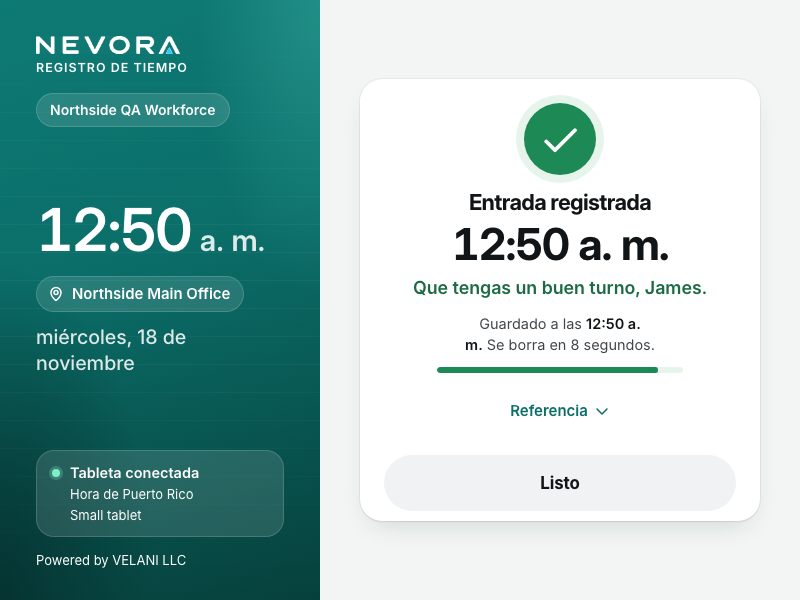 NEVORA
REGISTRO DE TIEMPO
Northside QA Workforce
12:50 a. m.
Northside Main Office
miércoles, 18 de
noviembre
Tableta conectada
Hora de Puerto Rico
Small tablet
Powered by VELANI LLC
Entrada registrada
12:50 a. m.
Que tengas un buen turno, James.
Guardado a las 12:50 a.
m. Se borra en 8 segundos.
Referencia
Listo